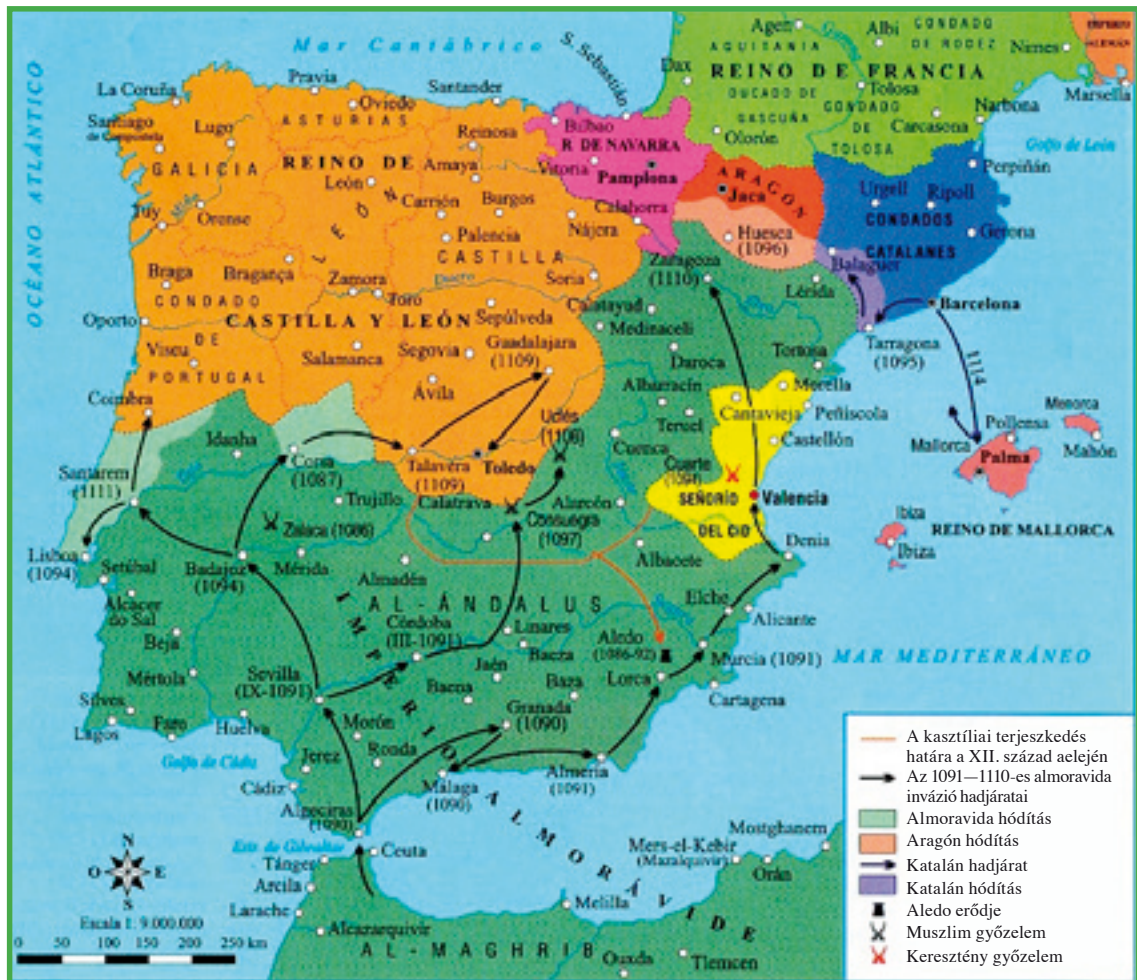 Mar Cantábrico
OCÉANO ATLÁNTICO
Agen
Albi
CONDADO
DE RODEZ
Nimes
AQUITANIA
REINO DE FRANCIA
Marsella
Dax
DUCADO DE
GASCUÑA
Tolosa
CONDADO
DE
TOLOSA
Carcasona
Narbona
Golfo de León
Olorón
Perpiñán
La Coruña
Pravia
Santander
S. Sebastián
Oviedo
Santiago
Lugo
ASTURIAS
Reinosa
Bilbao
R. DE NAVARRA
Vitoria
Pamplona
GALICIA
REINO DE
LEÓN
León
Amaya
Burgos
Carrión
Calahorra
Nájera
ARAGÓN
Jaca
Urgell
Ripoll
CONDADOS
CATALANES
Gerona
Tuy
Miño
Orense
Palencia
CASTILLA
Huesca
(1096)
Balaguer
Braga
Bragança
Zamora
Duero
Soria
Zaragoza
(1110)
Lérida
Barcelona
CONDADO
DE
PORTUGAL
Toro
CASTILLA Y LEÓN
Sepúlveda
Calatayud
Medinaceli
Oporto
Salamanca
Segovia
Guadalajara
(1109)
Daroca
Tarragona
(1095)
1114
Viseu
Ávila
Tortosa
Coimbra
Albarracín
Morella
Menorca
Idanha
Coria
(1087)
Uclés
(1108)
Teruel
Cantavieja
Peñíscola
Pollensa
Mahón
Santarem
(1111)
Talavera
(1109)
Toledo
Cuenca
Castellón
Mallorca
Palma
Trujillo
Calatrava
Alarcón
Cuarte
(1094)
SEÑORÍO
DEL CID
Valencia
Zalaca (1086)
Consuegra
(1097)
Ibiza
Ibiza
REINO DE MALLORCA
Lisboa
(1094)
Setúbal
Badajoz
(1094)
Mérida
Almadén
Albacete
Denia
Alcacer
do Sal
AL-ÁNDALUS
Elche
Alicante
Beja
Córdoba
(III-1091)
Linares
Baeza
Aledo
(1086-92)
Murcia (1091)
MAR MEDITERRÁNEO
Mértola
Sevilla
(IX-1091)
Jaén
Lorca
Baena
Baza
Cartagena
Silves
Lagos
Faro
Huelva
Morón
Granada
(1090)
Golfo de Cádiz
Jerez
Ronda
Cádiz
Málaga
(1090)
Almería
(1091)
Algeciras
(1090)
IMPERIO ALMORÁVIDE
Estr. de Gibraltar
Tánger
Ceuta
Arcila
Larache
Alcazarquivir
AL-MAGHRIB
Melilla
Mers-el-Kebir
(Mazalquivir)
Mostghanem
Orán
Ouxda
Tlemcen
N
O E
S
Escala 1: 9.000.000
0 50 100 150 200 250 km
A kasztíliai terjeszkedés
határa a XII. század aelején
Az 1091—1110-es almoravida
invázió hadjáratai
Almoravida hódítás
Aragón hódítás
Katalán hadjárat
Katalán hódítás
Aledo erődje
Muszlim győzelem
Keresztény győzelem